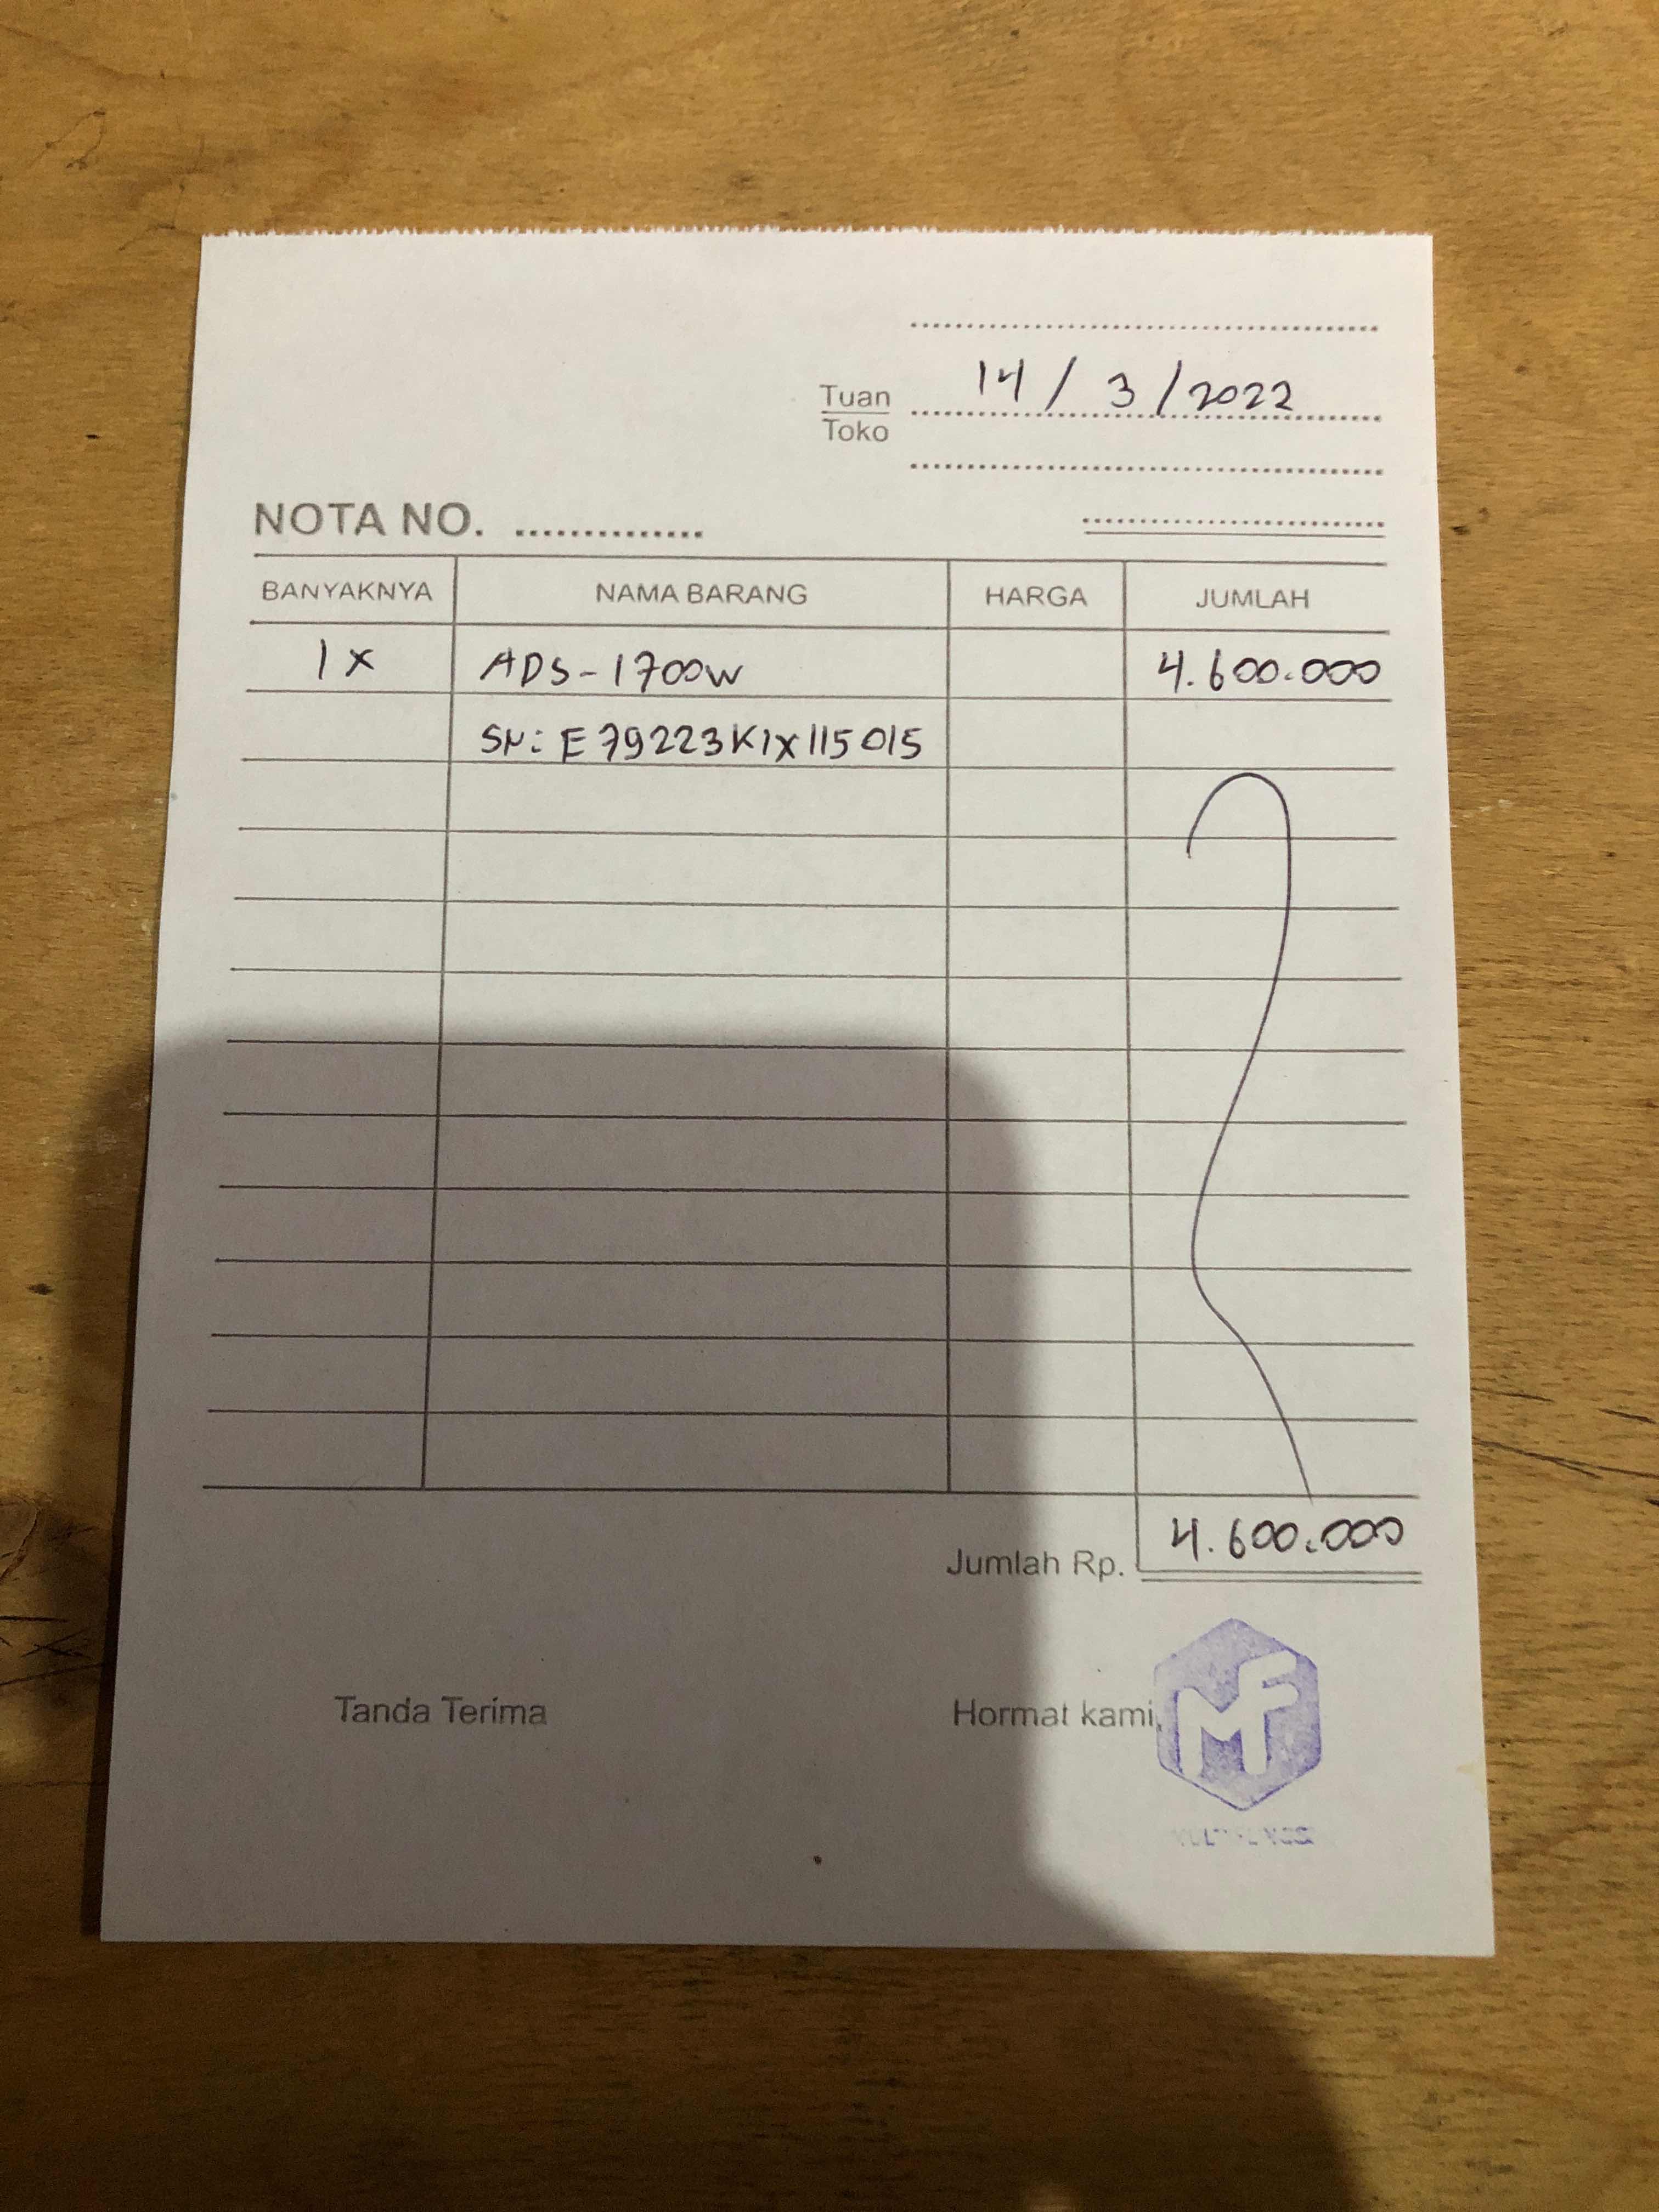 14 / 3 / 2022
Tuan
Toko
NOTA NO.
BANYAKNYA NAMA BARANG HARGA JUMLAH
1 x ADS-1700W 4.600.000
SN: E79223K1X115015
Jumlah Rp. 4.600.000
Tanda Terima Hormat kami,
MF